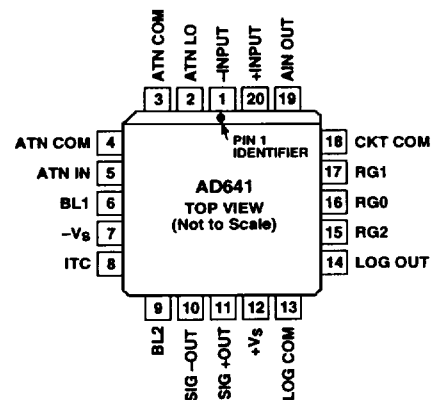 ATN COM
ATN LO
–INPUT
+INPUT
AIN OUT
3
2
1
20
19
PIN 1
IDENTIFIER
ATN COM 4
ATN IN 5
BL1 6
–VS 7
ITC 8
18 CKT COM
17 RG1
16 RG0
15 RG2
14 LOG OUT
AD641
TOP VIEW
(Not to Scale)
9
10
11
12
13
BL2
SIG –OUT
SIG +OUT
+VS
LOG COM